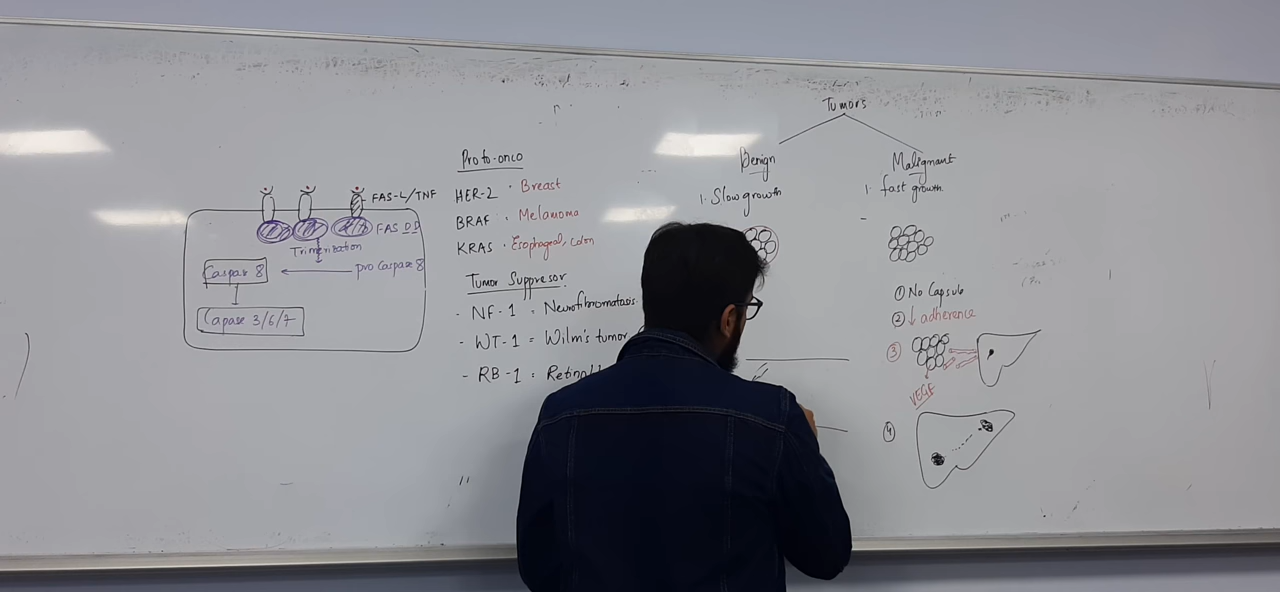 FAS-L/TNF
FAS DD
Trimerization
Caspase 8
pro Caspase 8
Capase 3/6/7
Proto-onco
HER-2 · Breast
BRAF · Melanoma
KRAS · Esophageal, colon
Tumor Suppresor
- NF-1 : Neurofibromatosis
- WT-1 = Wilm's tumor
- RB-1 :
Tumors
Benign
1. Slow growth
Malignant
1. fast growth
① No Capsule
② ↓ adherence
③
VEGF
④